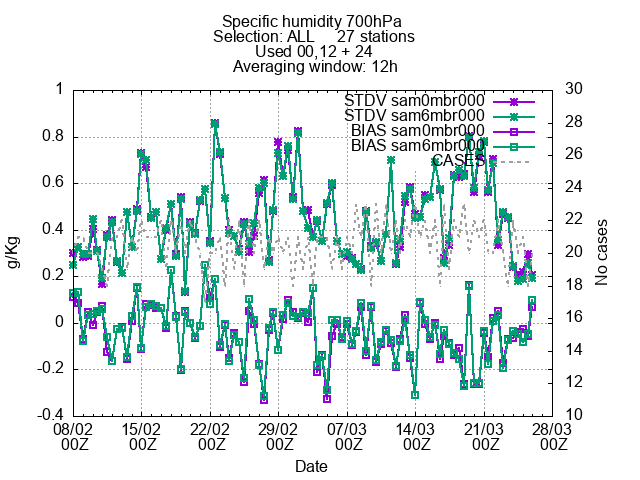 Specific humidity 700hPa
Selection: ALL 27 stations
Used 00,12 + 24
Averaging window: 12h
STDV sam0mbr000
STDV sam6mbr000
BIAS sam0mbr000
BIAS sam6mbr000
CASES
1
0.8
0.6
0.4
0.2
0
-0.2
-0.4
g/Kg
30
28
26
24
22
20
18
16
14
12
10
No cases
08/02 15/02 22/02 29/02 07/03 14/03 21/03 28/03
00Z 00Z 00Z 00Z 00Z 00Z 00Z 00Z
Date